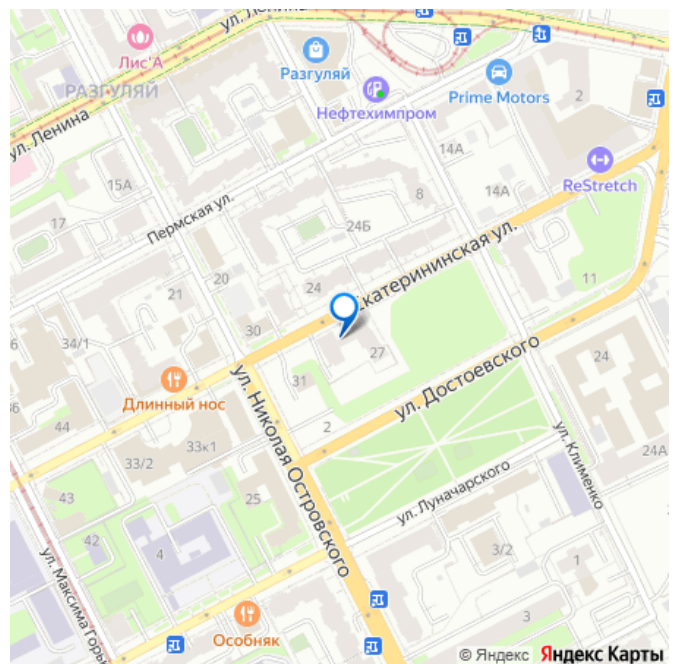 ул. Ленина
Лис'А
Разгуляй
РАЗГУЛЯЙ
Нефтехимпром
Prime Motors
2
ул. Ленина
14А
ReStretch
15А
8
14А
17
Пермская ул.
24Б
Екатерининская ул.
20
11
24
21
30
34/1
27
24
31
Длинный нос
ул. Достоевского
36
44
ул. Николая Островского
2
33к1
33/2
24А
ул. Клименко
43
25
ул. Луначарского
42
4
3/2
1
ул. Максима Горь
3
Особняк
© Яндекс Яндекс Карты